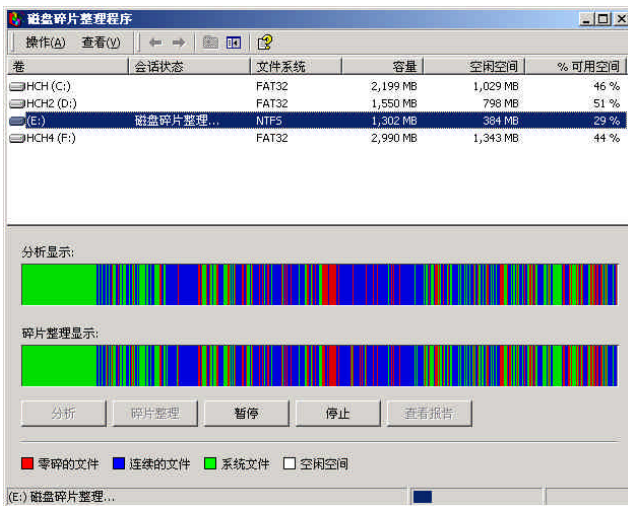 磁盘碎片整理程序
操作(A) 查看(V)
卷 会话状态 文件系统 容量 空闲空间 % 可用空间
HCH (C:) FAT32 2,199 MB 1,029 MB 46 %
HCH2 (D:) FAT32 1,550 MB 798 MB 51 %
(E:) 磁盘碎片整理... NTFS 1,302 MB 384 MB 29 %
HCH4 (F:) FAT32 2,990 MB 1,343 MB 44 %
分析显示:
碎片整理显示:
分析 碎片整理 暂停 停止 查看报告
零碎的文件 连续的文件 系统文件 空闲空间
(E:) 磁盘碎片整理...